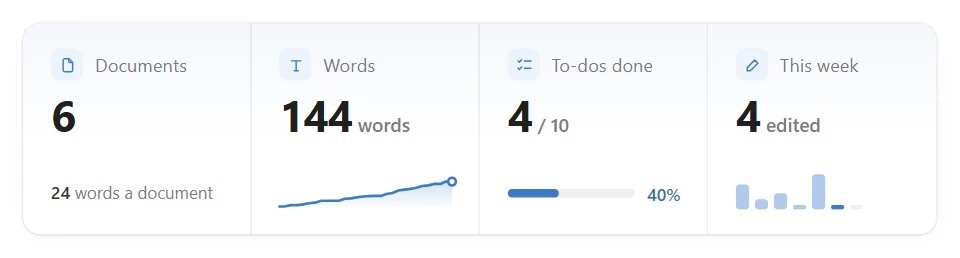 Documents
6
24 words a document
Words
144 words
To-dos done
4 / 10
40%
This week
4 edited